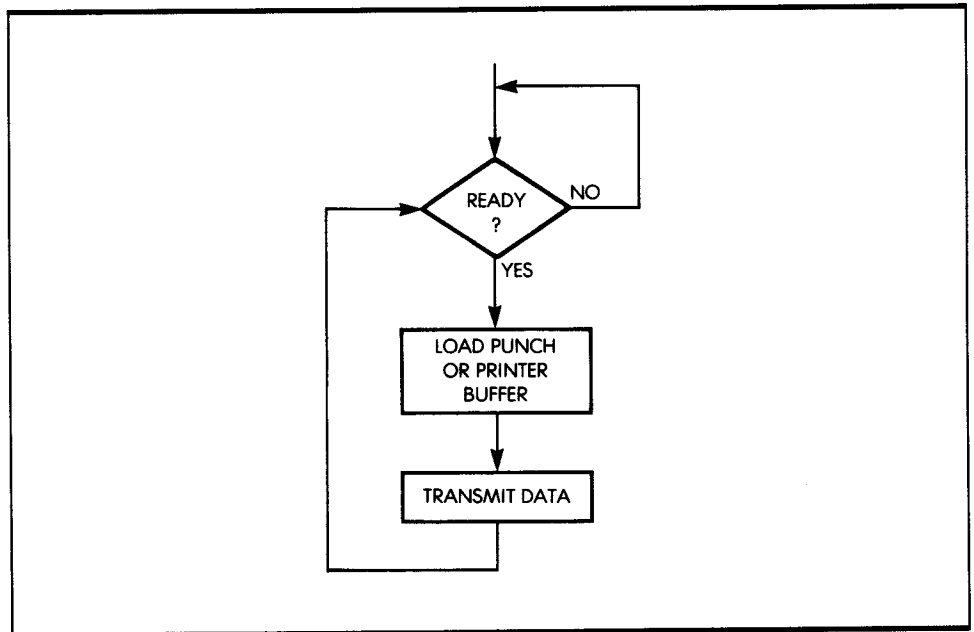 READY
?
NO
YES
LOAD PUNCH
OR PRINTER
BUFFER
TRANSMIT DATA